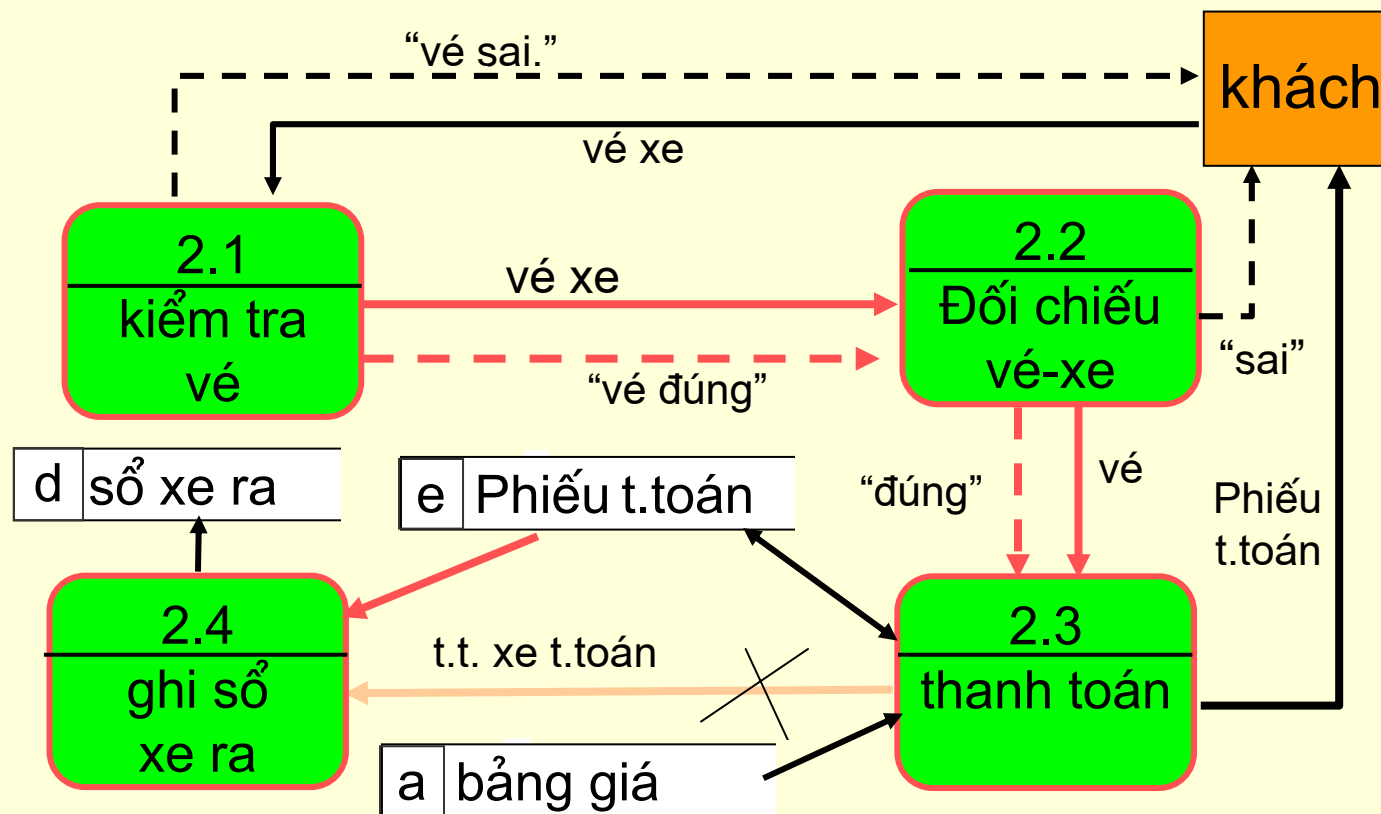 “vé sai.”
khách
vé xe
2.1
kiểm tra
vé
vé xe
“vé đúng”
2.2
Đối chiếu
vé-xe
“sai”
d sổ xe ra
e Phiếu t.toán
“đúng”
vé
Phiếu
t.toán
2.4
ghi sổ
xe ra
t.t. xe t.toán
2.3
thanh toán
a bảng giá